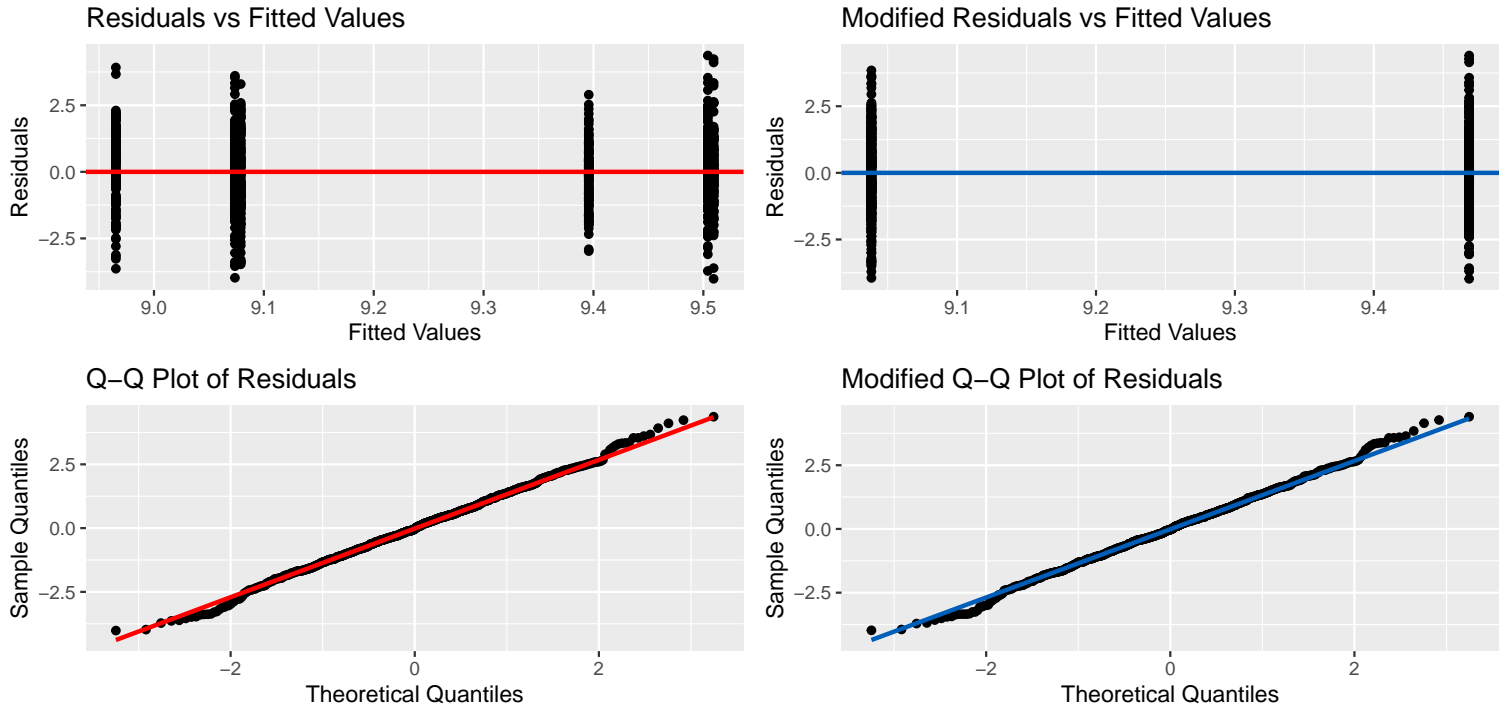 Residuals vs Fitted Values
Residuals
2.5
0.0
−2.5
9.0 9.1 9.2 9.3 9.4 9.5
Fitted Values
Modified Residuals vs Fitted Values
Residuals
2.5
0.0
−2.5
9.1 9.2 9.3 9.4
Fitted Values
Q−Q Plot of Residuals
Sample Quantiles
2.5
0.0
−2.5
−2 0 2
Theoretical Quantiles
Modified Q−Q Plot of Residuals
Sample Quantiles
2.5
0.0
−2.5
−2 0 2
Theoretical Quantiles